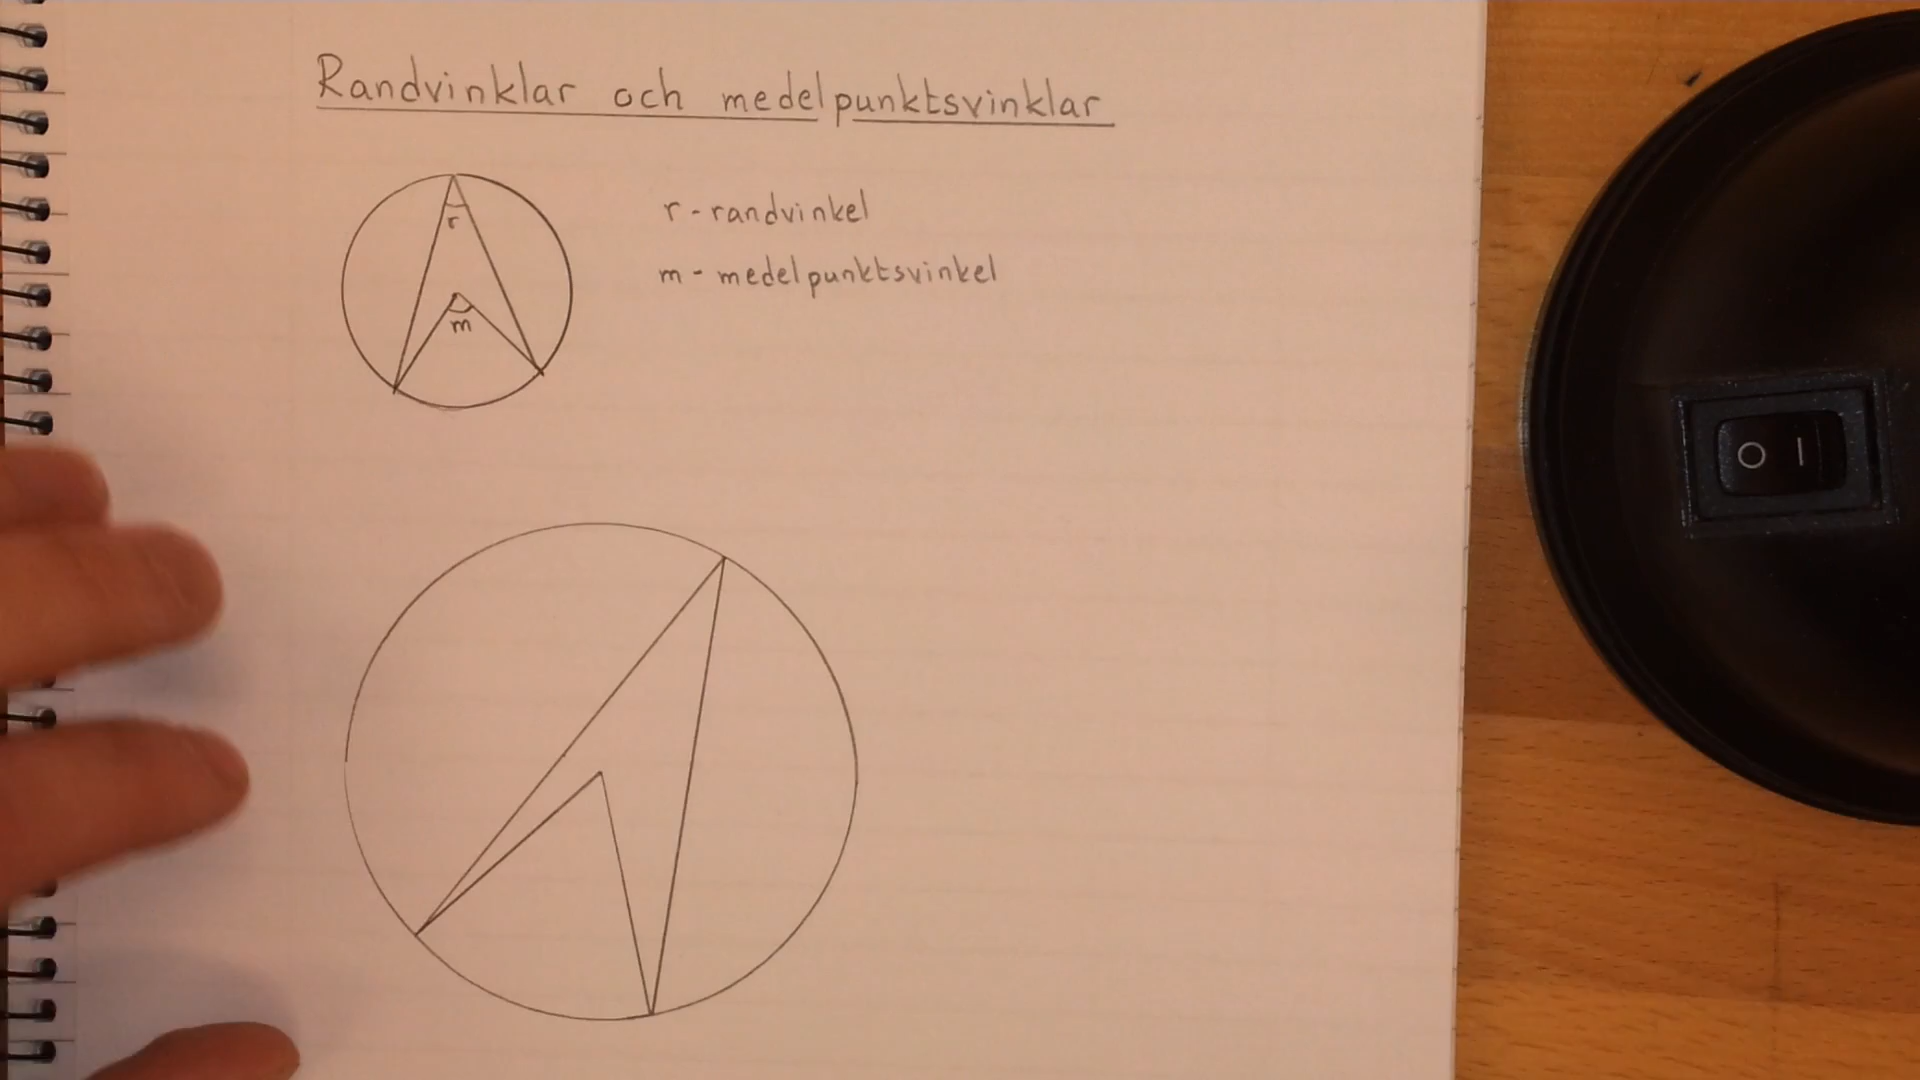 Randvinklar och medelpunktsvinklar
r - randvinkel
m - medelpunktsvinkel
r
m
O I